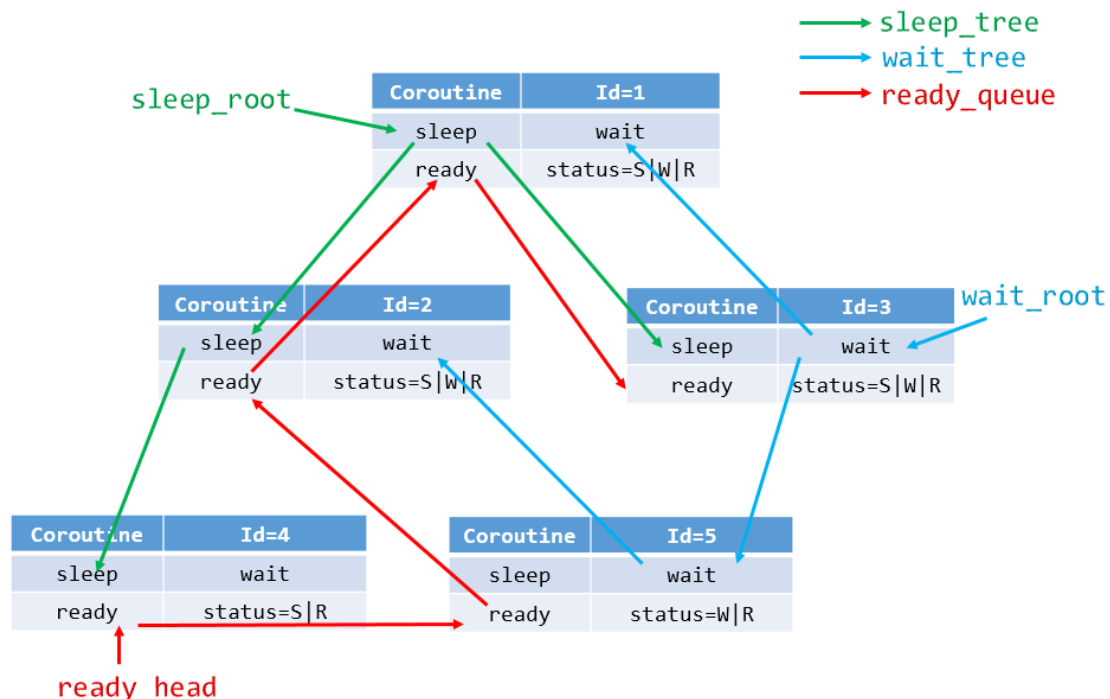 sleep_tree
wait_tree
ready_queue
sleep_root
Coroutine Id=1
sleep wait
ready status=S|W|R
Coroutine Id=2
sleep wait
ready status=S|W|R
wait_root
Coroutine Id=3
sleep wait
ready status=S|W|R
Coroutine Id=4
sleep wait
ready status=S|R
Coroutine Id=5
sleep wait
ready status=W|R
ready head